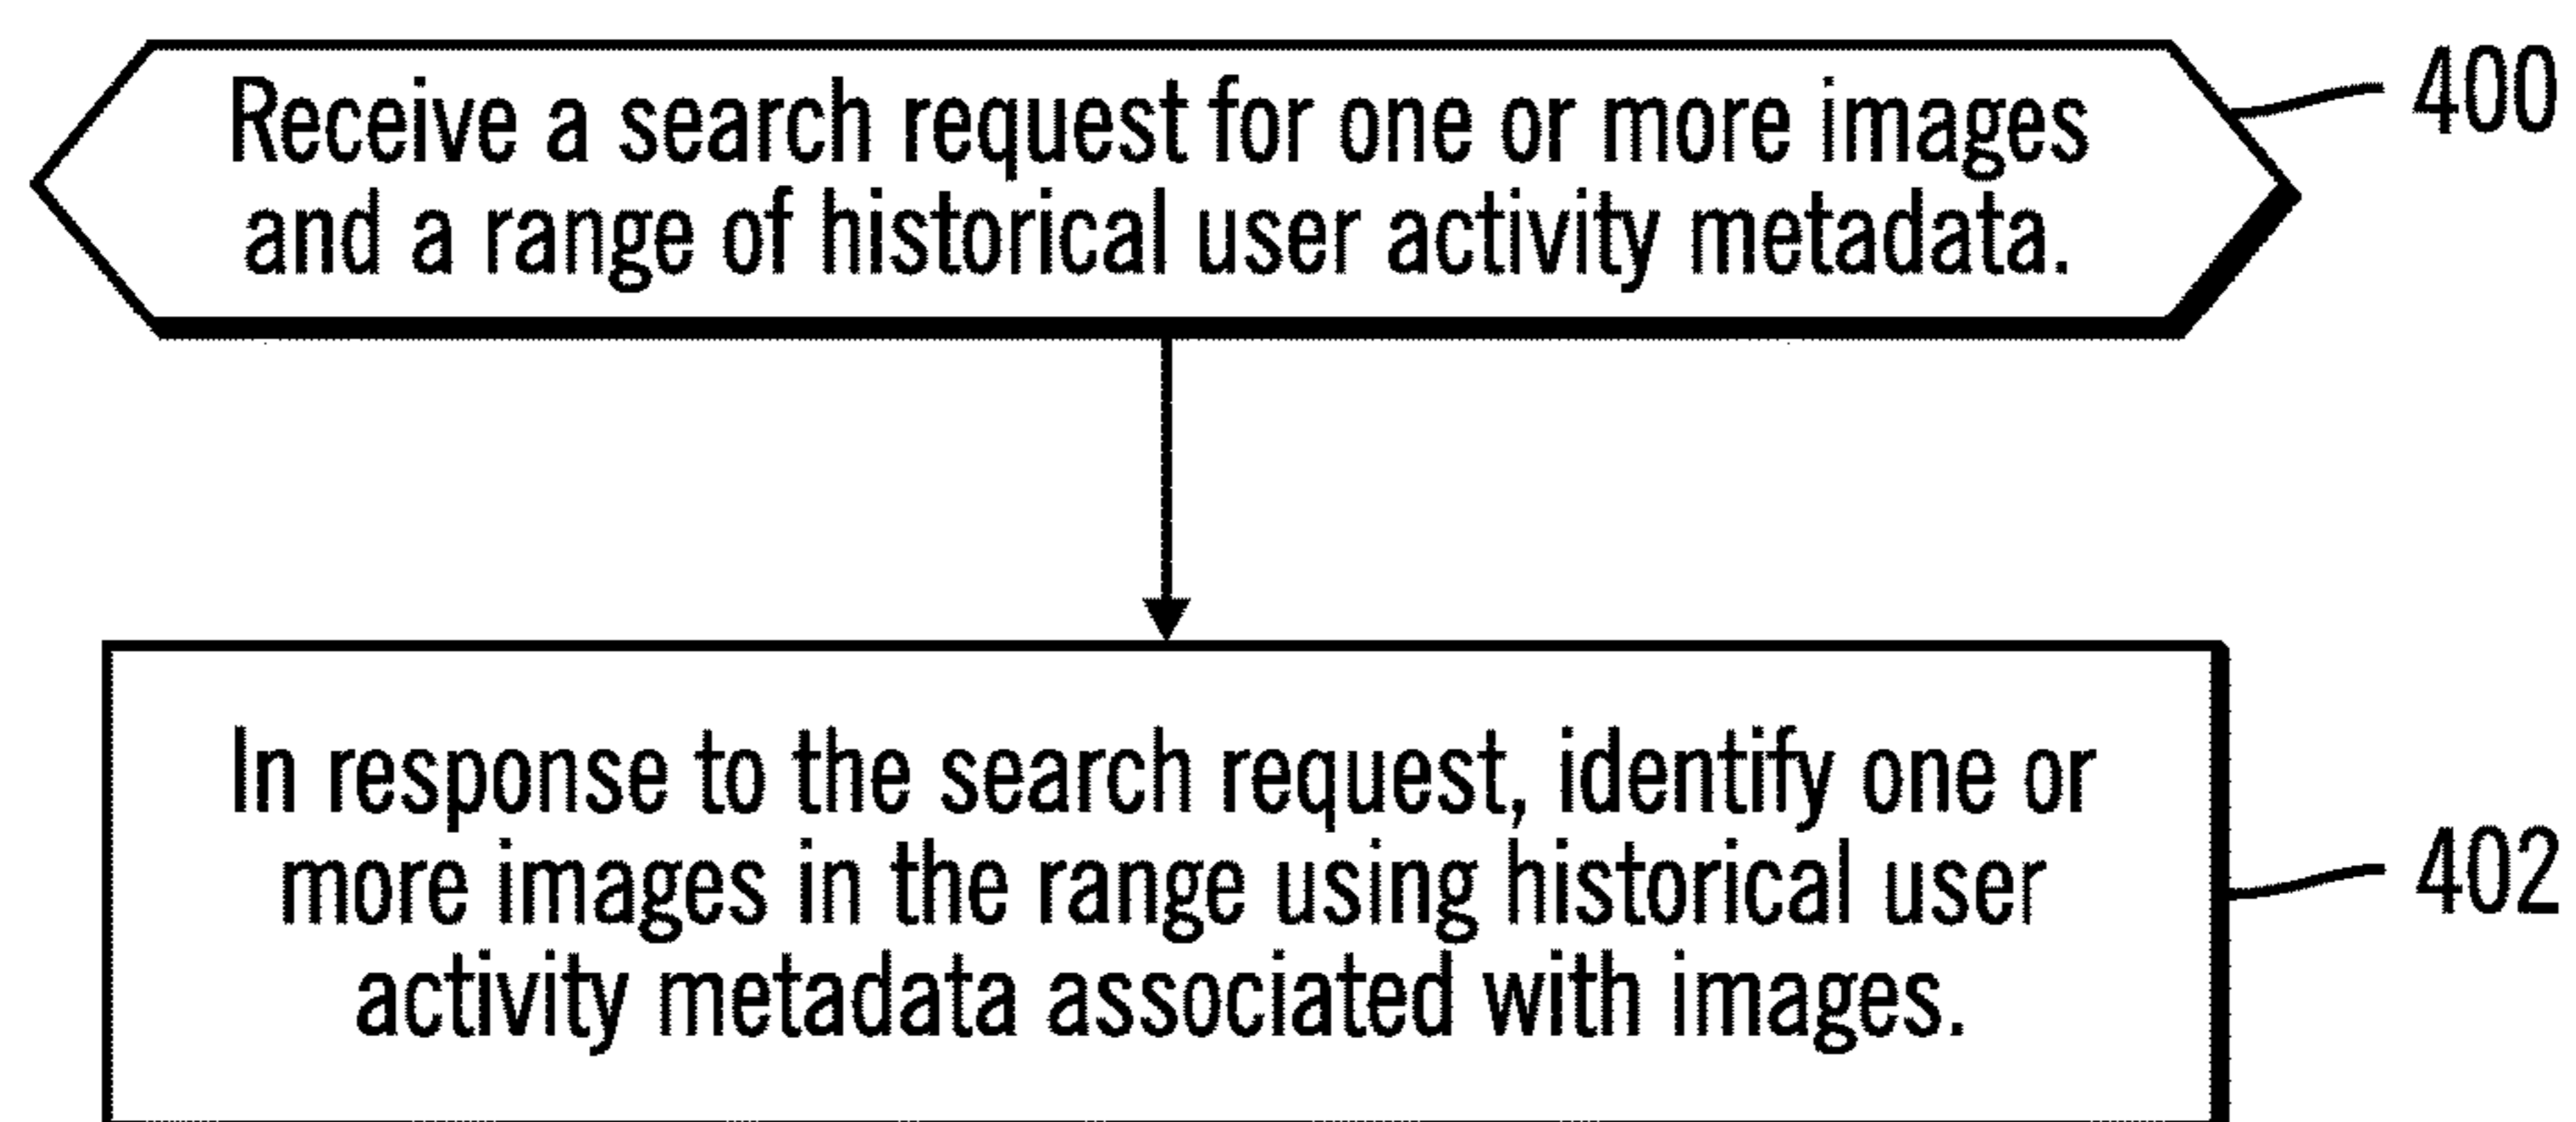 Receive a search request for one or more images
and a range of historical user activity metadata.
400
In response to the search request, identify one or
more images in the range using historical user
activity metadata associated with images.
402